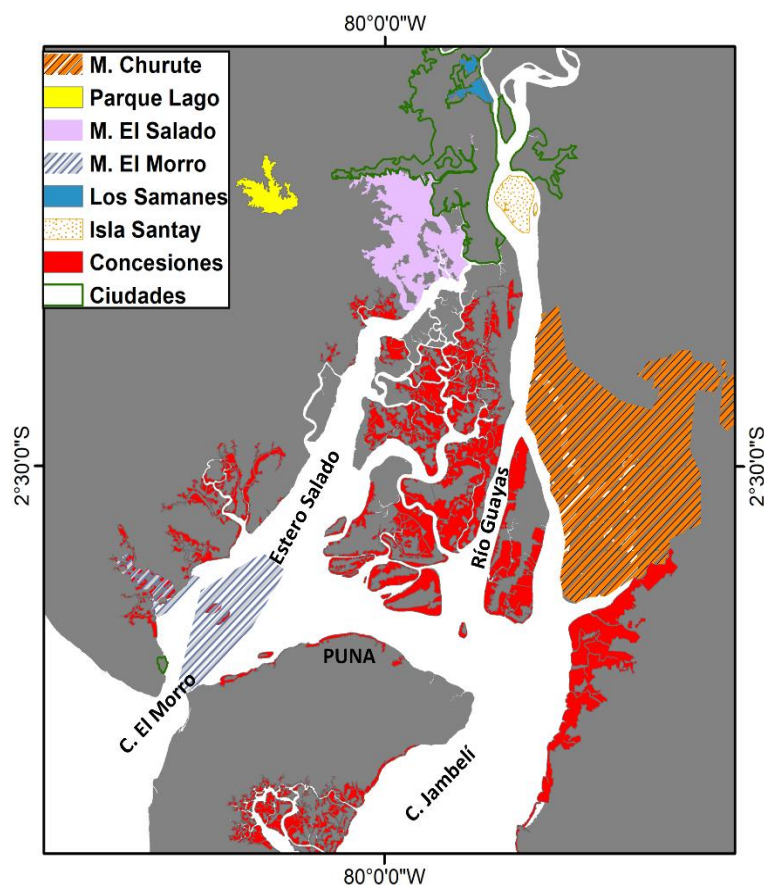 80°0'0"W
M. Churute
Parque Lago
M. El Salado
M. El Morro
Los Samanes
Isla Santay
Concesiones
Ciudades
2°30'0"S
2°30'0"S
Estero Salado
Río Guayas
PUNA
C. El Morro
C. Jambelí
80°0'0"W